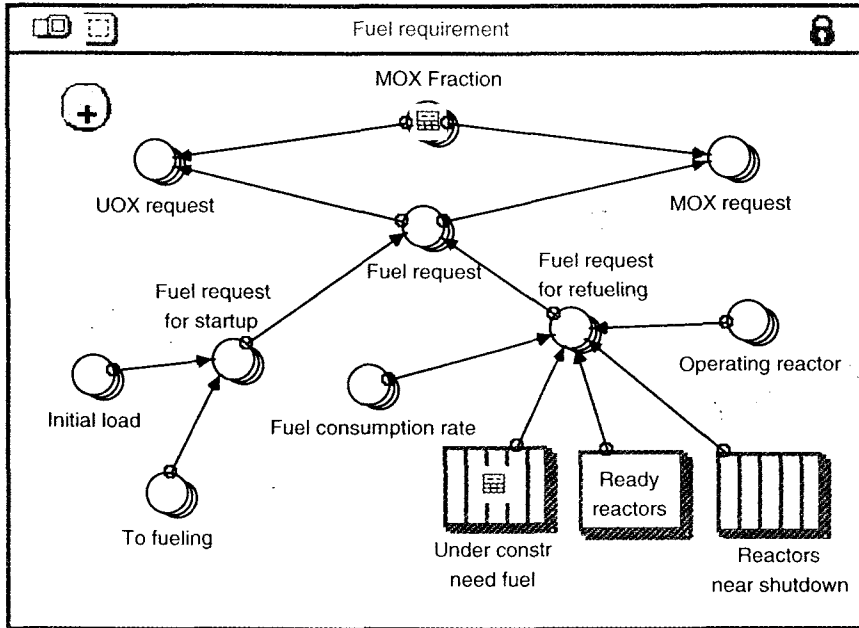 Fuel requirement
MOX Fraction
UOX request
MOX request
Fuel request
Fuel request
for startup
Fuel request
for refueling
Initial load
Fuel consumption rate
Operating reactor
To fueling
Under constr
need fuel
Ready
reactors
Reactors
near shutdown